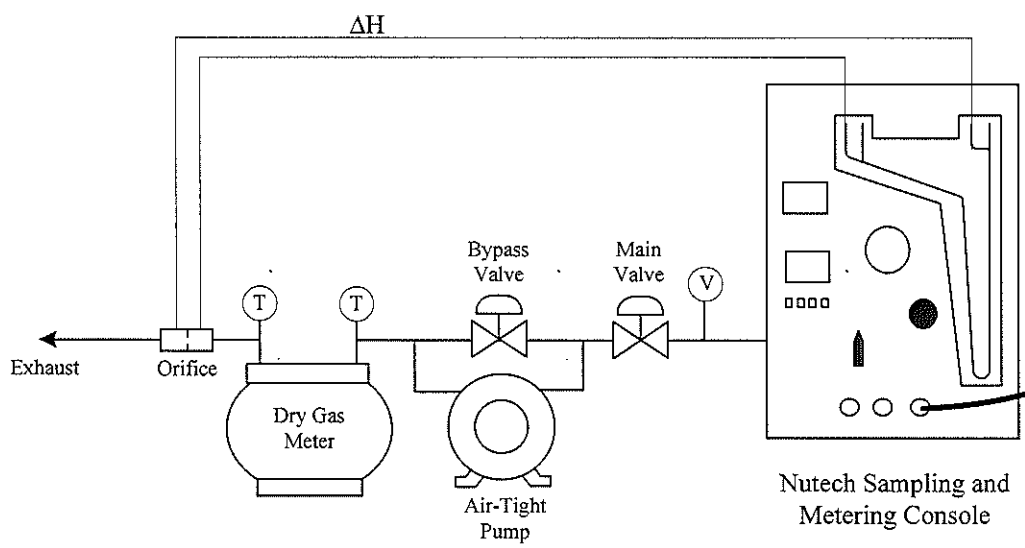 ΔH
Bypass
Valve
Main
Valve
V
T
T
Exhaust
Orifice
Dry Gas
Meter
Air-Tight
Pump
Nutech Sampling and
Metering Console